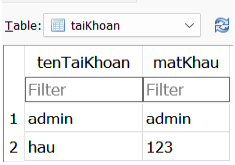 Table: taiKhoan
tenTaiKhoan matKhau
Filter Filter
1 admin admin
2 hau 123